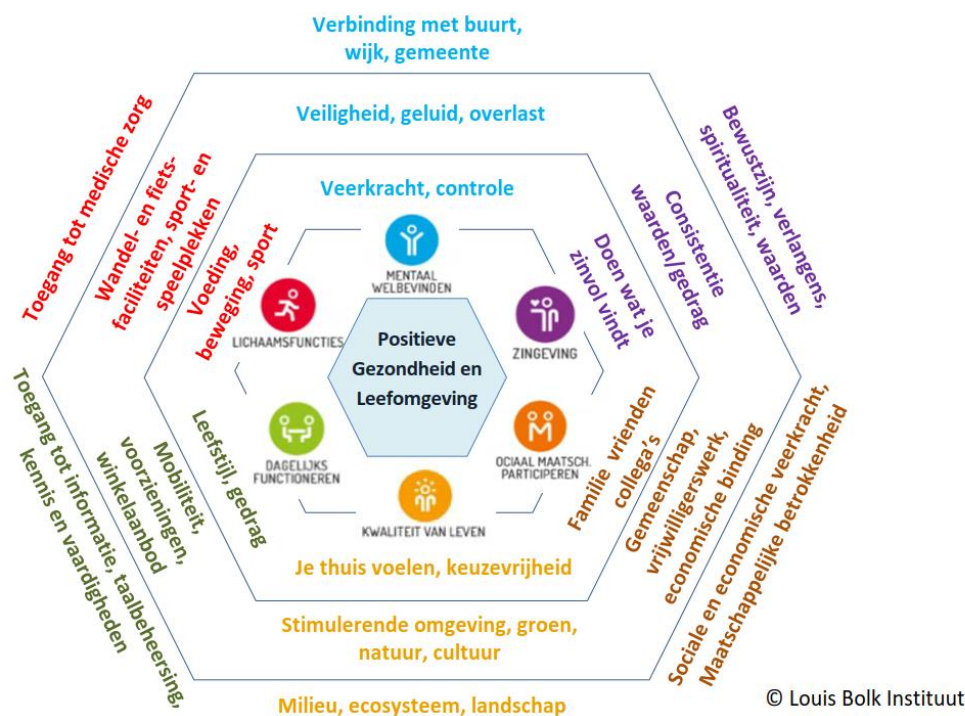 Verbinding met buurt,
wijk, gemeente
Veiligheid, geluid, overlast
Veerkracht, controle
MENTAAL
WELBEVINDEN
Toegang tot medische zorg
Wandel- en fiets-
faciliteiten, sport- en
speelplekken
Voeding,
beweging, sport
LICHAAMSFUNCTIES
Bewustzijn, verlangens,
spiritualiteit, waarden
Consistentie
waarden/gedrag
Doen wat je
zinvol vindt
ZINGEVING
Positieve
Gezondheid en
Leefomgeving
Toegang tot informatie, taalbeheersing,
kennis en vaardigheden
Mobiliteit,
voorzieningen,
winkelaanbod
Leefstijl, gedrag
DAGELIJKS
FUNCTIONEREN
OCIAAL MAATSCH.
PARTICIPEREN
Familie vrienden
collega's
Gemeenschap,
vrijwilligerswerk,
economische binding
Sociale en economische veerkracht,
Maatschappelijke betrokkenheid
KWALITEIT VAN LEVEN
Je thuis voelen, keuzevrijheid
Stimulerende omgeving, groen,
natuur, cultuur
Milieu, ecosysteem, landschap
© Louis Bolk Instituut